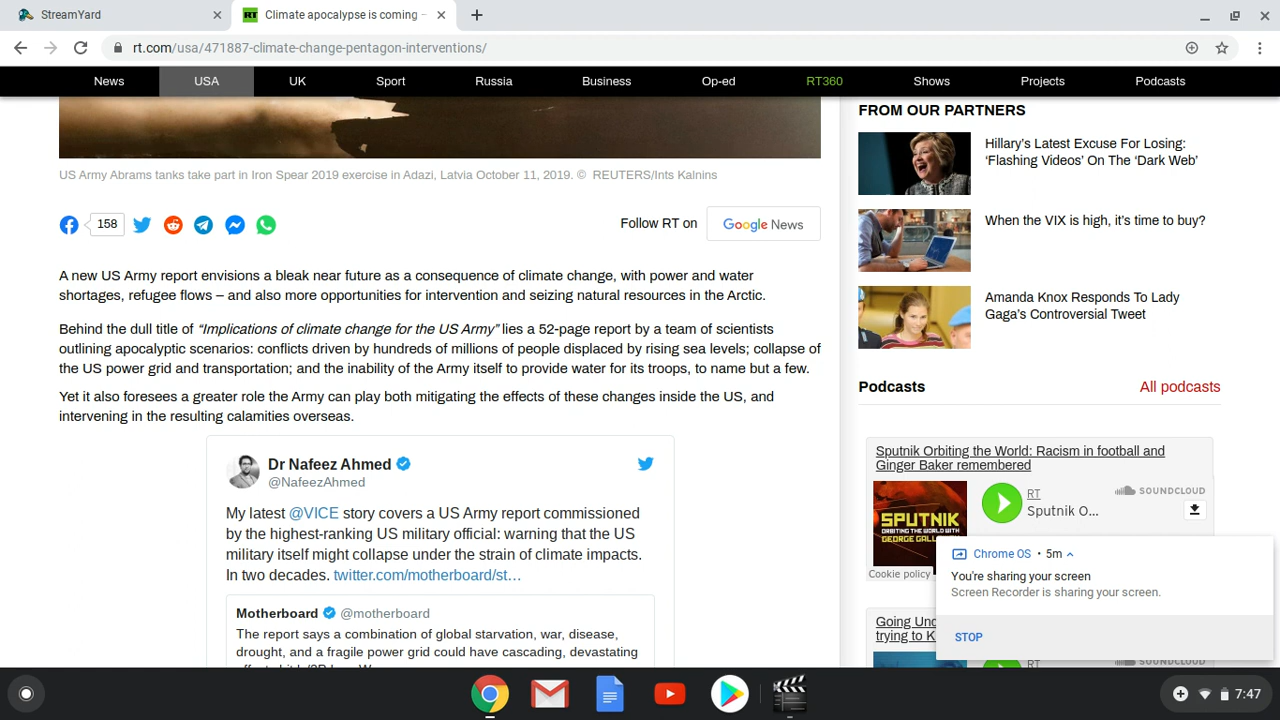 StreamYard
RT
Climate apocalypse is coming –
rt.com/usa/471887-climate-change-pentagon-interventions/
News
USA
UK
Sport
Russia
Business
Op-ed
RT360
Shows
Projects
Podcasts
US Army Abrams tanks take part in Iron Spear 2019 exercise in Adazi, Latvia October 11, 2019. © REUTERS/Ints Kalnins
158
Follow RT on
Google News
A new US Army report envisions a bleak near future as a consequence of climate change, with power and water
shortages, refugee flows – and also more opportunities for intervention and seizing natural resources in the Arctic.
Behind the dull title of “Implications of climate change for the US Army” lies a 52-page report by a team of scientists
outlining apocalyptic scenarios: conflicts driven by hundreds of millions of people displaced by rising sea levels; collapse of
the US power grid and transportation; and the inability of the Army itself to provide water for its troops, to name but a few.
Yet it also foresees a greater role the Army can play both mitigating the effects of these changes inside the US, and
intervening in the resulting calamities overseas.
Dr Nafeez Ahmed
@NafeezAhmed
My latest @VICE story covers a US Army report commissioned
by the highest-ranking US military official: warning that the US
military itself might collapse under the strain of climate impacts.
In two decades. twitter.com/motherboard/st…
Motherboard @motherboard
The report says a combination of global starvation, war, disease,
drought, and a fragile power grid could have cascading, devastating
FROM OUR PARTNERS
Hillary’s Latest Excuse For Losing:
‘Flashing Videos’ On The ‘Dark Web’
When the VIX is high, it’s time to buy?
Amanda Knox Responds To Lady
Gaga’s Controversial Tweet
Podcasts
All podcasts
Sputnik Orbiting the World: Racism in football and
Ginger Baker remembered
SPUTNIK
ORBITING THE WORLD WITH
RT
SOUNDCLOUD
Sputnik O...
Cookie policy
Going
trying to K
RT
SOUNDCLOUD
Chrome OS • 5m
You're sharing your screen
Screen Recorder is sharing your screen.
STOP
7:47